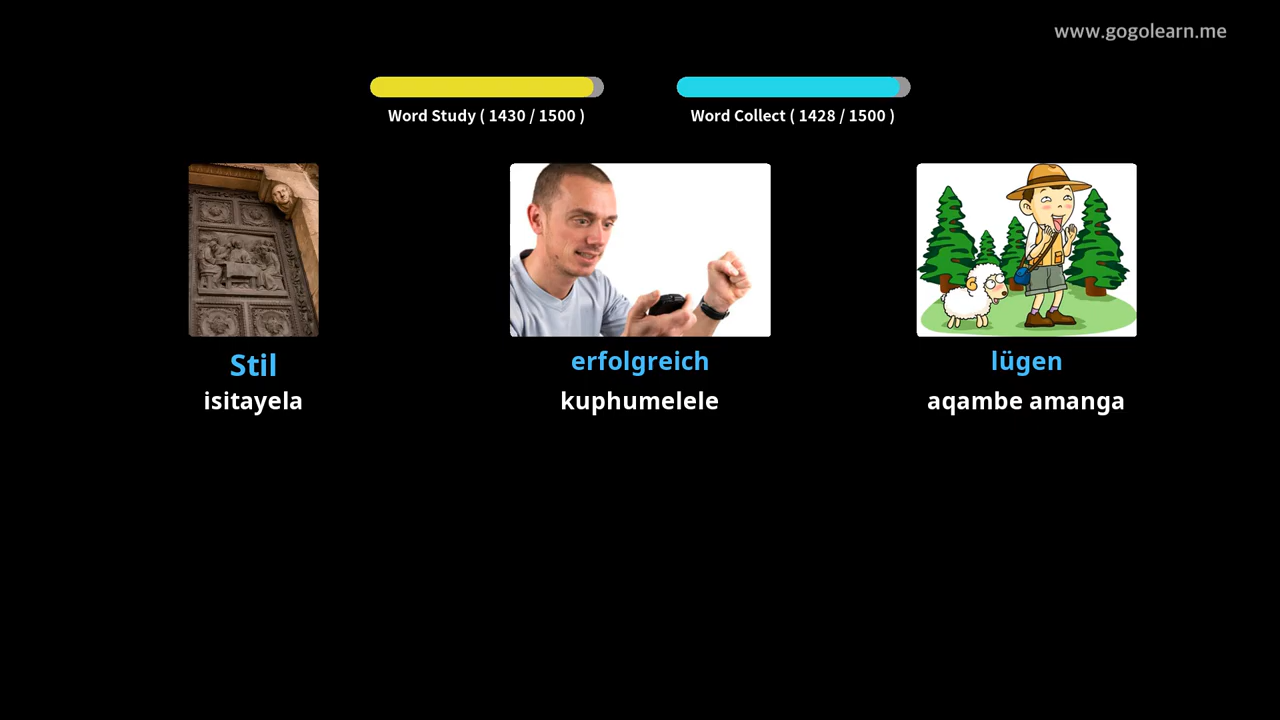 www.gogolearn.me
Word Study ( 1430 / 1500 )
Word Collect ( 1428 / 1500 )
Stil
isitayela
erfolgreich
kuphumelele
lügen
aqambe amanga